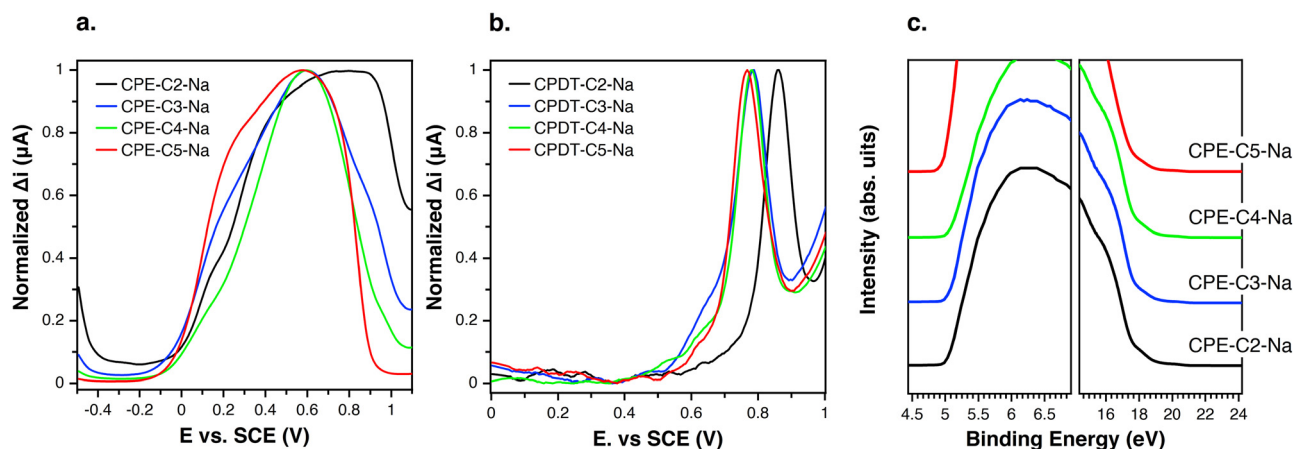 a.
b.
c.
Normalized Δi (µA)
1
0.8
0.6
0.4
0.2
0
CPE-C2-Na
CPE-C3-Na
CPE-C4-Na
CPE-C5-Na
-0.4
-0.2
0
0.2
0.4
0.6
0.8
1
E vs. SCE (V)
Normalized Δi (µA)
1
0.8
0.6
0.4
0.2
0
CPDT-C2-Na
CPDT-C3-Na
CPDT-C4-Na
CPDT-C5-Na
0
0.2
0.4
0.6
0.8
1
E. vs SCE (V)
Intensity (abs. uits)
CPE-C5-Na
CPE-C4-Na
CPE-C3-Na
CPE-C2-Na
4.5
5
5.5
6
6.5
16
18
20
22
24
Binding Energy (eV)